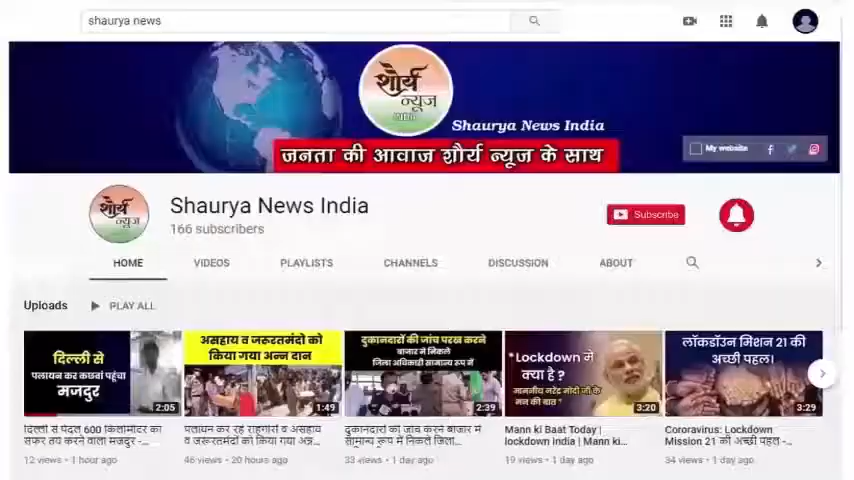 shaurya news
शौर्य
न्यूज
INDIA
Shaurya News India
जनता की आवाज शौर्य न्यूज के साथ
My website
शौर्य
न्यूज
Shaurya News India
166 subscribers
Subscribe
HOME VIDEOS PLAYLISTS CHANNELS DISCUSSION ABOUT
Uploads PLAY ALL
दिल्ली से
पलायन कर कछवां पहुंचा
मजदुर
2:05
दिल्ली से पैदल 600 किलोमीटर का
सफर तय करने वाला मजदुर -...
12 views • 1 hour ago
असहाय व जरूरतमंदो को
किया गया अन्न दान
1:49
पलायन कर रहे राहगीरों व असहाय
व जरूरतमंदो को किया गया अन्न...
46 views • 20 hours ago
दुकानदारों की जांच परख करने
बाजार में निकले
जिला अधिकारी सामान्य रूप में
2:39
दुकानदारों की जांच करने बाजार में
सामान्य रूप में निकले जिला...
33 views • 1 day ago
"Lockdown में
क्या है ?
माननीय नरेंद्र मोदी जी के
मन की बात "
3:20
Mann ki Baat Today |
lockdown india | Mann ki...
19 views • 1 day ago
लॉकडॉउन मिशन 21 की
अच्छी पहल।
3:29
Cororavirus: Lockdown
Mission 21 की अच्छी पहल -...
34 views • 1 day ago